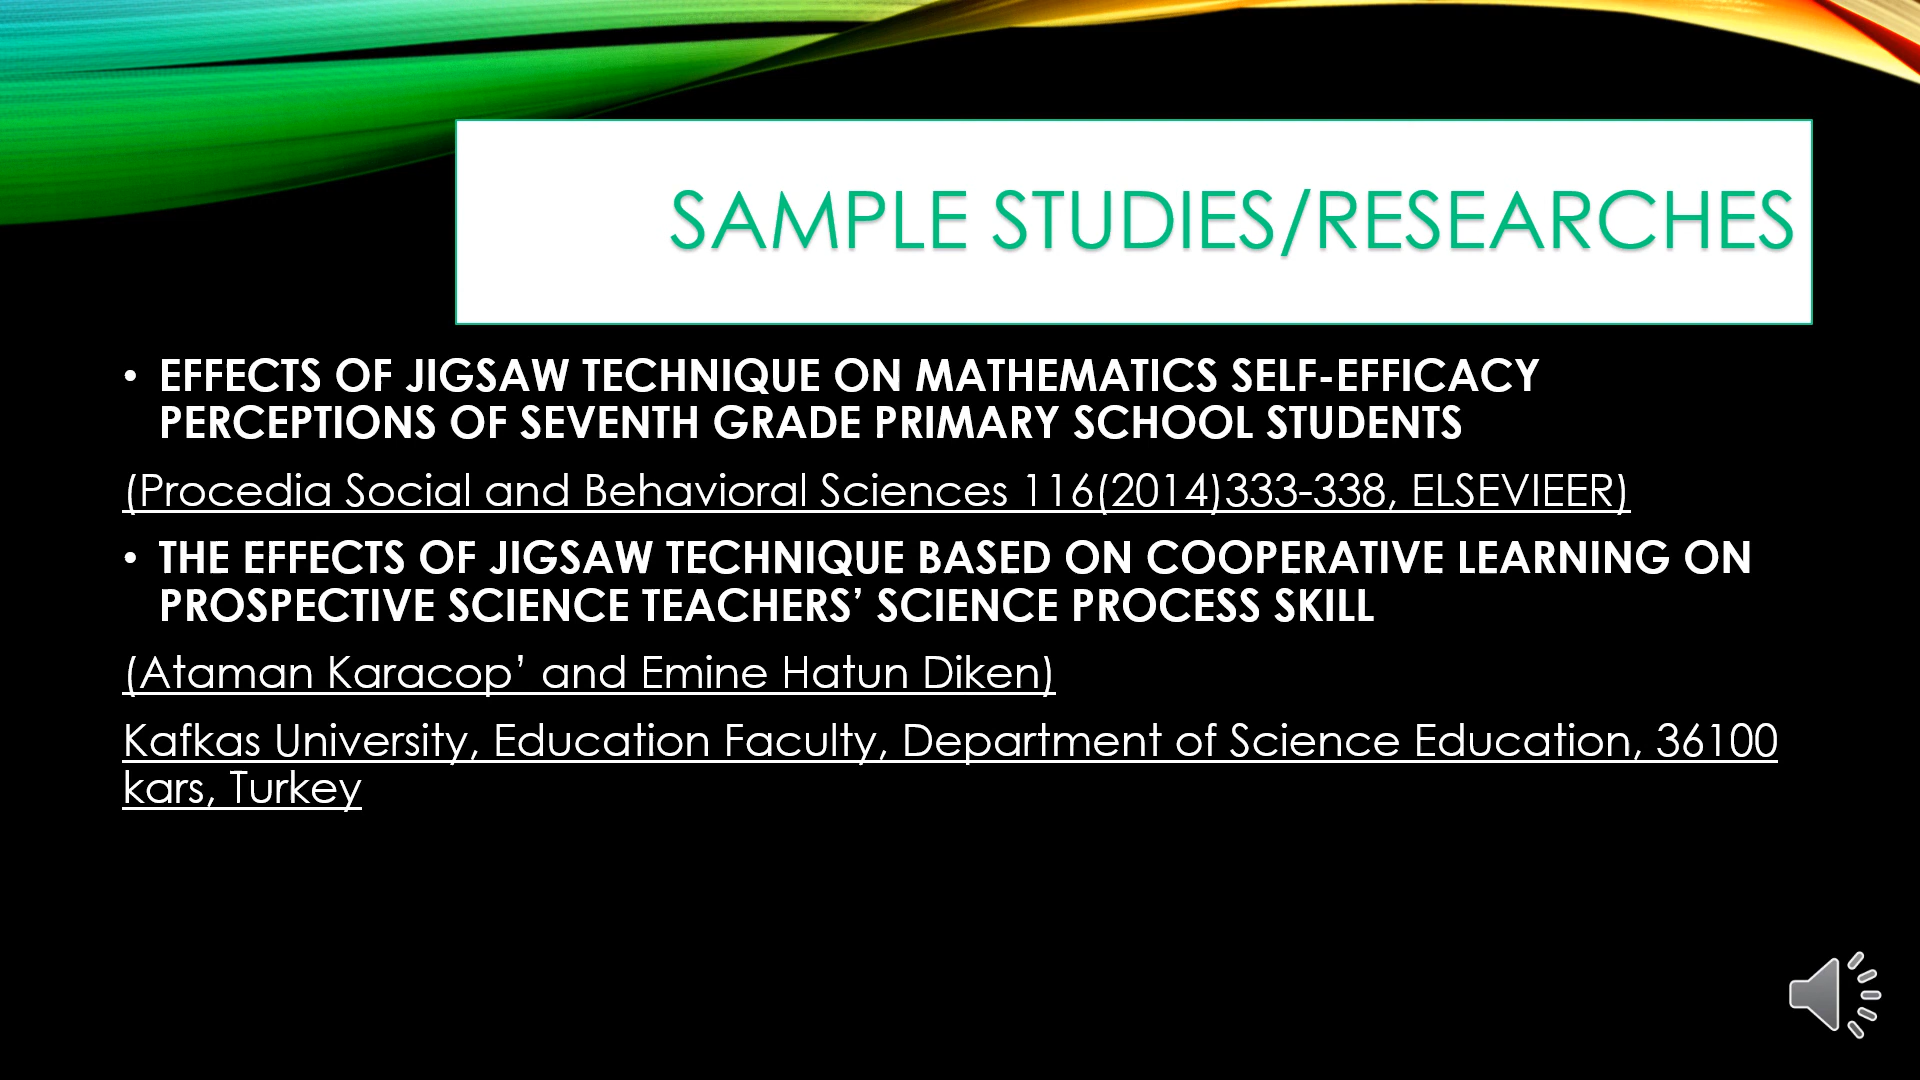 SAMPLE STUDIES/RESEARCHES
• EFFECTS OF JIGSAW TECHNIQUE ON MATHEMATICS SELF-EFFICACY
PERCEPTIONS OF SEVENTH GRADE PRIMARY SCHOOL STUDENTS
(Procedia Social and Behavioral Sciences 116(2014)333-338, ELSEVIEER)
• THE EFFECTS OF JIGSAW TECHNIQUE BASED ON COOPERATIVE LEARNING ON
PROSPECTIVE SCIENCE TEACHERS’ SCIENCE PROCESS SKILL
(Ataman Karacop’ and Emine Hatun Diken)
Kafkas University, Education Faculty, Department of Science Education, 36100
kars, Turkey